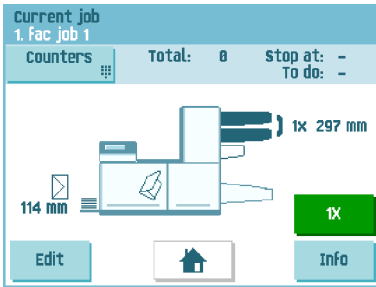 Current job
1. Fac job 1
Counters
Total: 0
Stop at: -
To do: -
1x 297 mm
114 mm
1X
Edit
Info